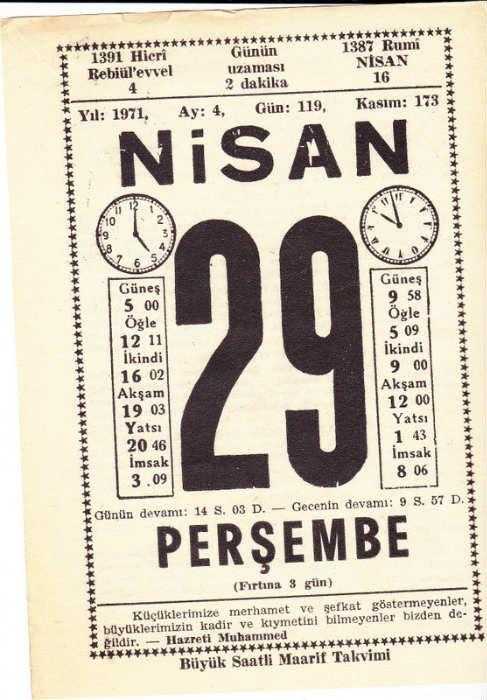 1391 Hicrî
Rebiül'evvel
4
Günün
uzaması
2 dakika
1387 Rumî
NİSAN
16
Yıl: 1971, Ay: 4, Gün: 119, Kasım: 173
NİSAN
29
Güneş
5 00
Öğle
12 11
İkindi
16 02
Akşam
19 03
Yatsı
20 46
İmsak
3 .09
Güneş
9 58
Öğle
5 09
İkindi
9 00
Akşam
12 00
Yatsı
1 43
İmsak
8 06
Günün devamı: 14 S. 03 D. — Gecenin devamı: 9 S. 57 D.
PERŞEMBE
(Fırtına 3 gün)
Küçüklerimize merhamet ve şefkat göstermeyenler,
büyüklerimizin kadir ve kıymetini bilmeyenler bizden de-
ğildir. — Hazreti Muhammed
Büyük Saatli Maarif Takvimi